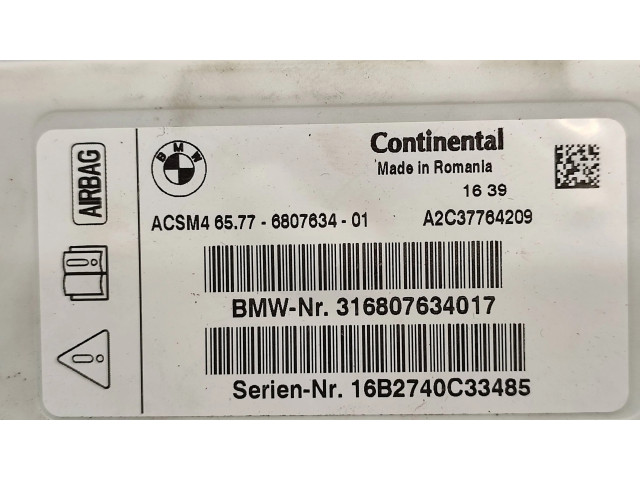 AIRBAG
BMW
Continental
Made in Romania
16 39
ACSM4 65.77 - 6807634 - 01 A2C37764209
BMW-Nr. 316807634017
Serien-Nr. 16B2740C33485